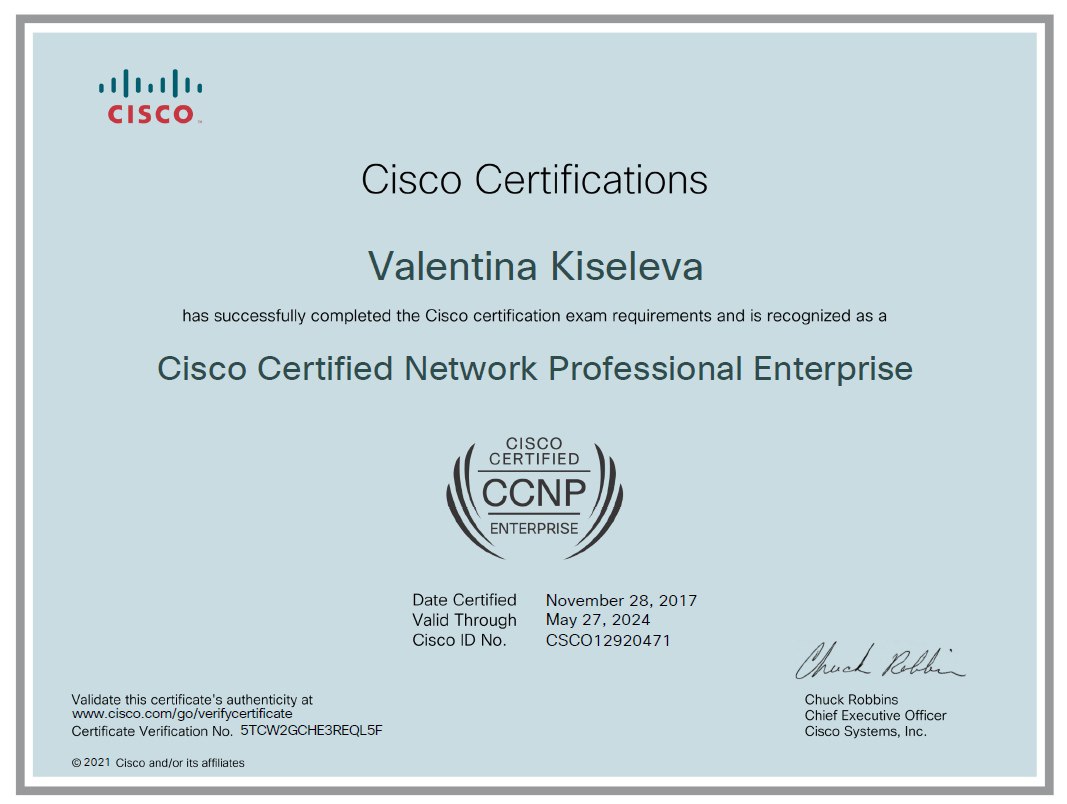 CISCO
Cisco Certifications
Valentina Kiseleva
has successfully completed the Cisco certification exam requirements and is recognized as a
Cisco Certified Network Professional Enterprise
CISCO
CERTIFIED
CCNP
ENTERPRISE
Date Certified November 28, 2017
Valid Through May 27, 2024
Cisco ID No. CSCO12920471
Chuck Robbins
Validate this certificate's authenticity at
www.cisco.com/go/verifycertificate
Certificate Verification No. 5TCW2GCHE3REQL5F
Chuck Robbins
Chief Executive Officer
Cisco Systems, Inc.
© 2021 Cisco and/or its affiliates